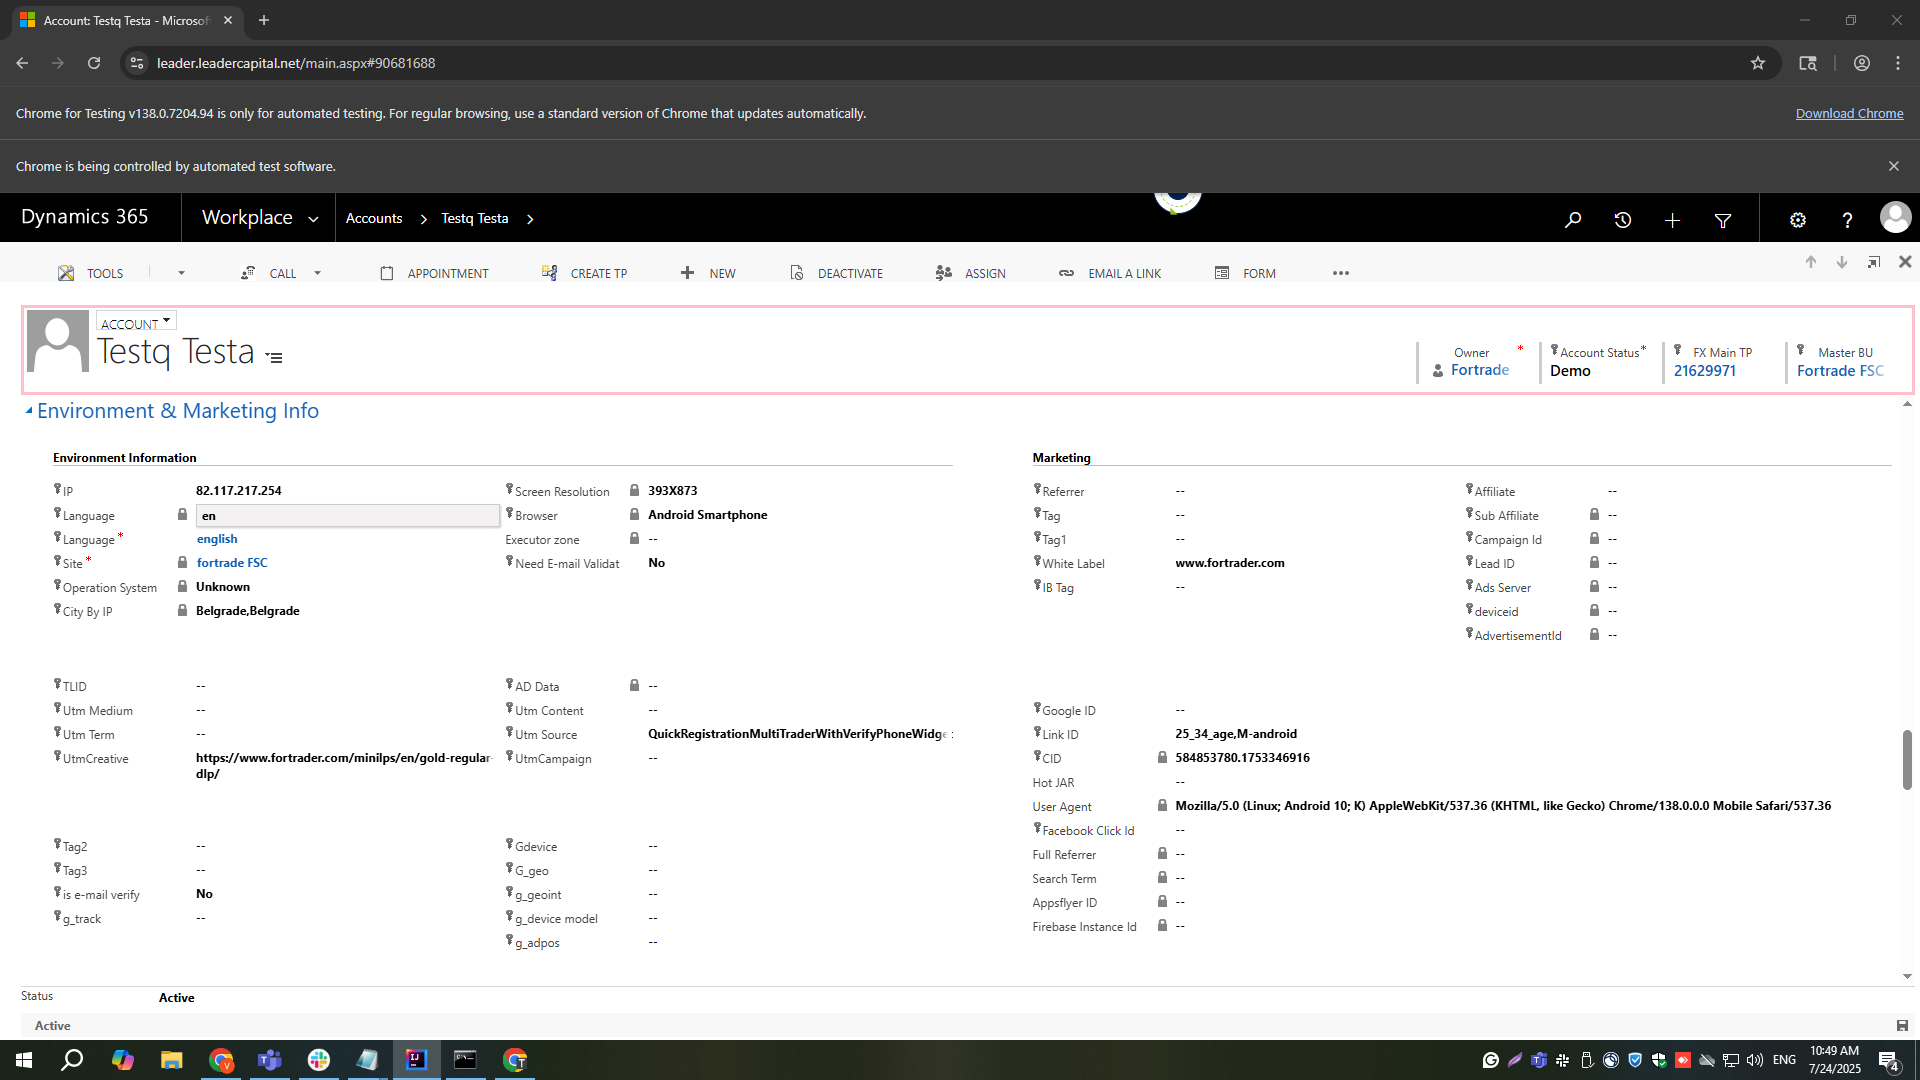 Account: Testq Testa - Microsof
leader.leadercapital.net/main.aspx#90681688
Chrome for Testing v138.0.7204.94 is only for automated testing. For regular browsing, use a standard version of Chrome that updates automatically.
Download Chrome
Chrome is being controlled by automated test software.
Dynamics 365
Workplace
Accounts
Testq Testa
TOOLS
CALL
APPOINTMENT
CREATE TP
NEW
DEACTIVATE
ASSIGN
EMAIL A LINK
FORM
ACCOUNT
Testq Testa
Owner *
Fortrade
Account Status *
Demo
FX Main TP
21629971
Master BU
Fortrade FSC
Environment & Marketing Info
Environment Information
IP 82.117.217.254
Language en
Language * english
Site * fortrade FSC
Operation System Unknown
City By IP Belgrade,Belgrade
Screen Resolution 393X873
Browser Android Smartphone
Executor zone --
Need E-mail Validat No
Marketing
Referrer --
Tag --
Tag1 --
White Label www.fortrader.com
IB Tag --
Affiliate --
Sub Affiliate --
Campaign Id --
Lead ID --
Ads Server --
deviceid --
AdvertisementId --
TLID --
Utm Medium --
Utm Term --
UtmCreative https://www.fortrader.com/minilps/en/gold-regular-
dlp/
AD Data --
Utm Content --
Utm Source QuickRegistrationMultiTraderWithVerifyPhoneWidge
UtmCampaign --
Google ID --
Link ID 25_34_age,M-android
CID 584853780.1753346916
Hot JAR --
User Agent Mozilla/5.0 (Linux; Android 10; K) AppleWebKit/537.36 (KHTML, like Gecko) Chrome/138.0.0.0 Mobile Safari/537.36
Facebook Click Id --
Full Referrer --
Search Term --
Appsflyer ID --
Firebase Instance Id --
Tag2 --
Tag3 --
is e-mail verify No
g_track --
Gdevice --
G_geo --
g_geoint --
g_device model --
g_adpos --
Status Active
Active
ENG
10:49 AM
7/24/2025
4